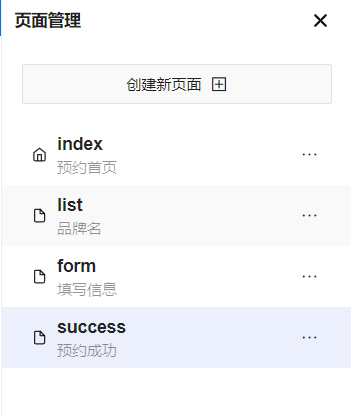 页面管理
创建新页面
index
预约首页
list
品牌名
form
填写信息
success
预约成功